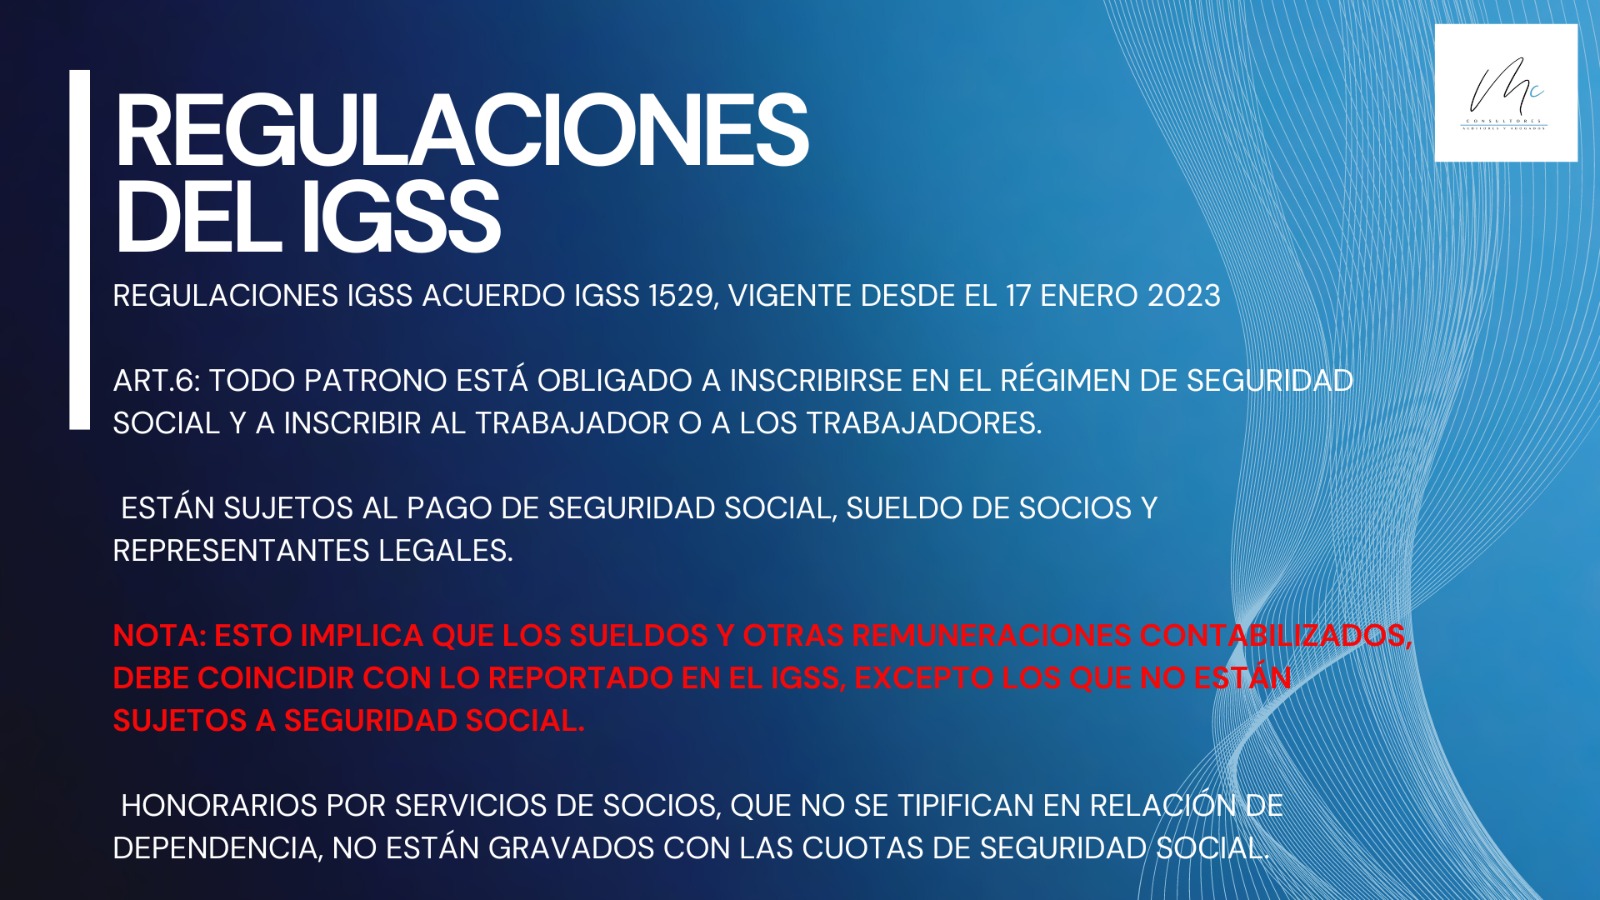 REGULACIONES
DEL IGSS
REGULACIONES IGSS ACUERDO IGSS 1529, VIGENTE DESDE EL 17 ENERO 2023
ART.6: TODO PATRONO ESTÁ OBLIGADO A INSCRIBIRSE EN EL RÉGIMEN DE SEGURIDAD
SOCIAL Y A INSCRIBIR AL TRABAJADOR O A LOS TRABAJADORES.
ESTÁN SUJETOS AL PAGO DE SEGURIDAD SOCIAL, SUELDO DE SOCIOS Y
REPRESENTANTES LEGALES.
NOTA: ESTO IMPLICA QUE LOS SUELDOS Y OTRAS REMUNERACIONES CONTABILIZADOS,
DEBE COINCIDIR CON LO REPORTADO EN EL IGSS, EXCEPTO LOS QUE NO ESTÁN
SUJETOS A SEGURIDAD SOCIAL.
HONORARIOS POR SERVICIOS DE SOCIOS, QUE NO SE TIPIFICAN EN RELACIÓN DE
DEPENDENCIA, NO ESTÁN GRAVADOS CON LAS CUOTAS DE SEGURIDAD SOCIAL.
Mc
CONSULTORES
AUDITORES Y ABOGADOS